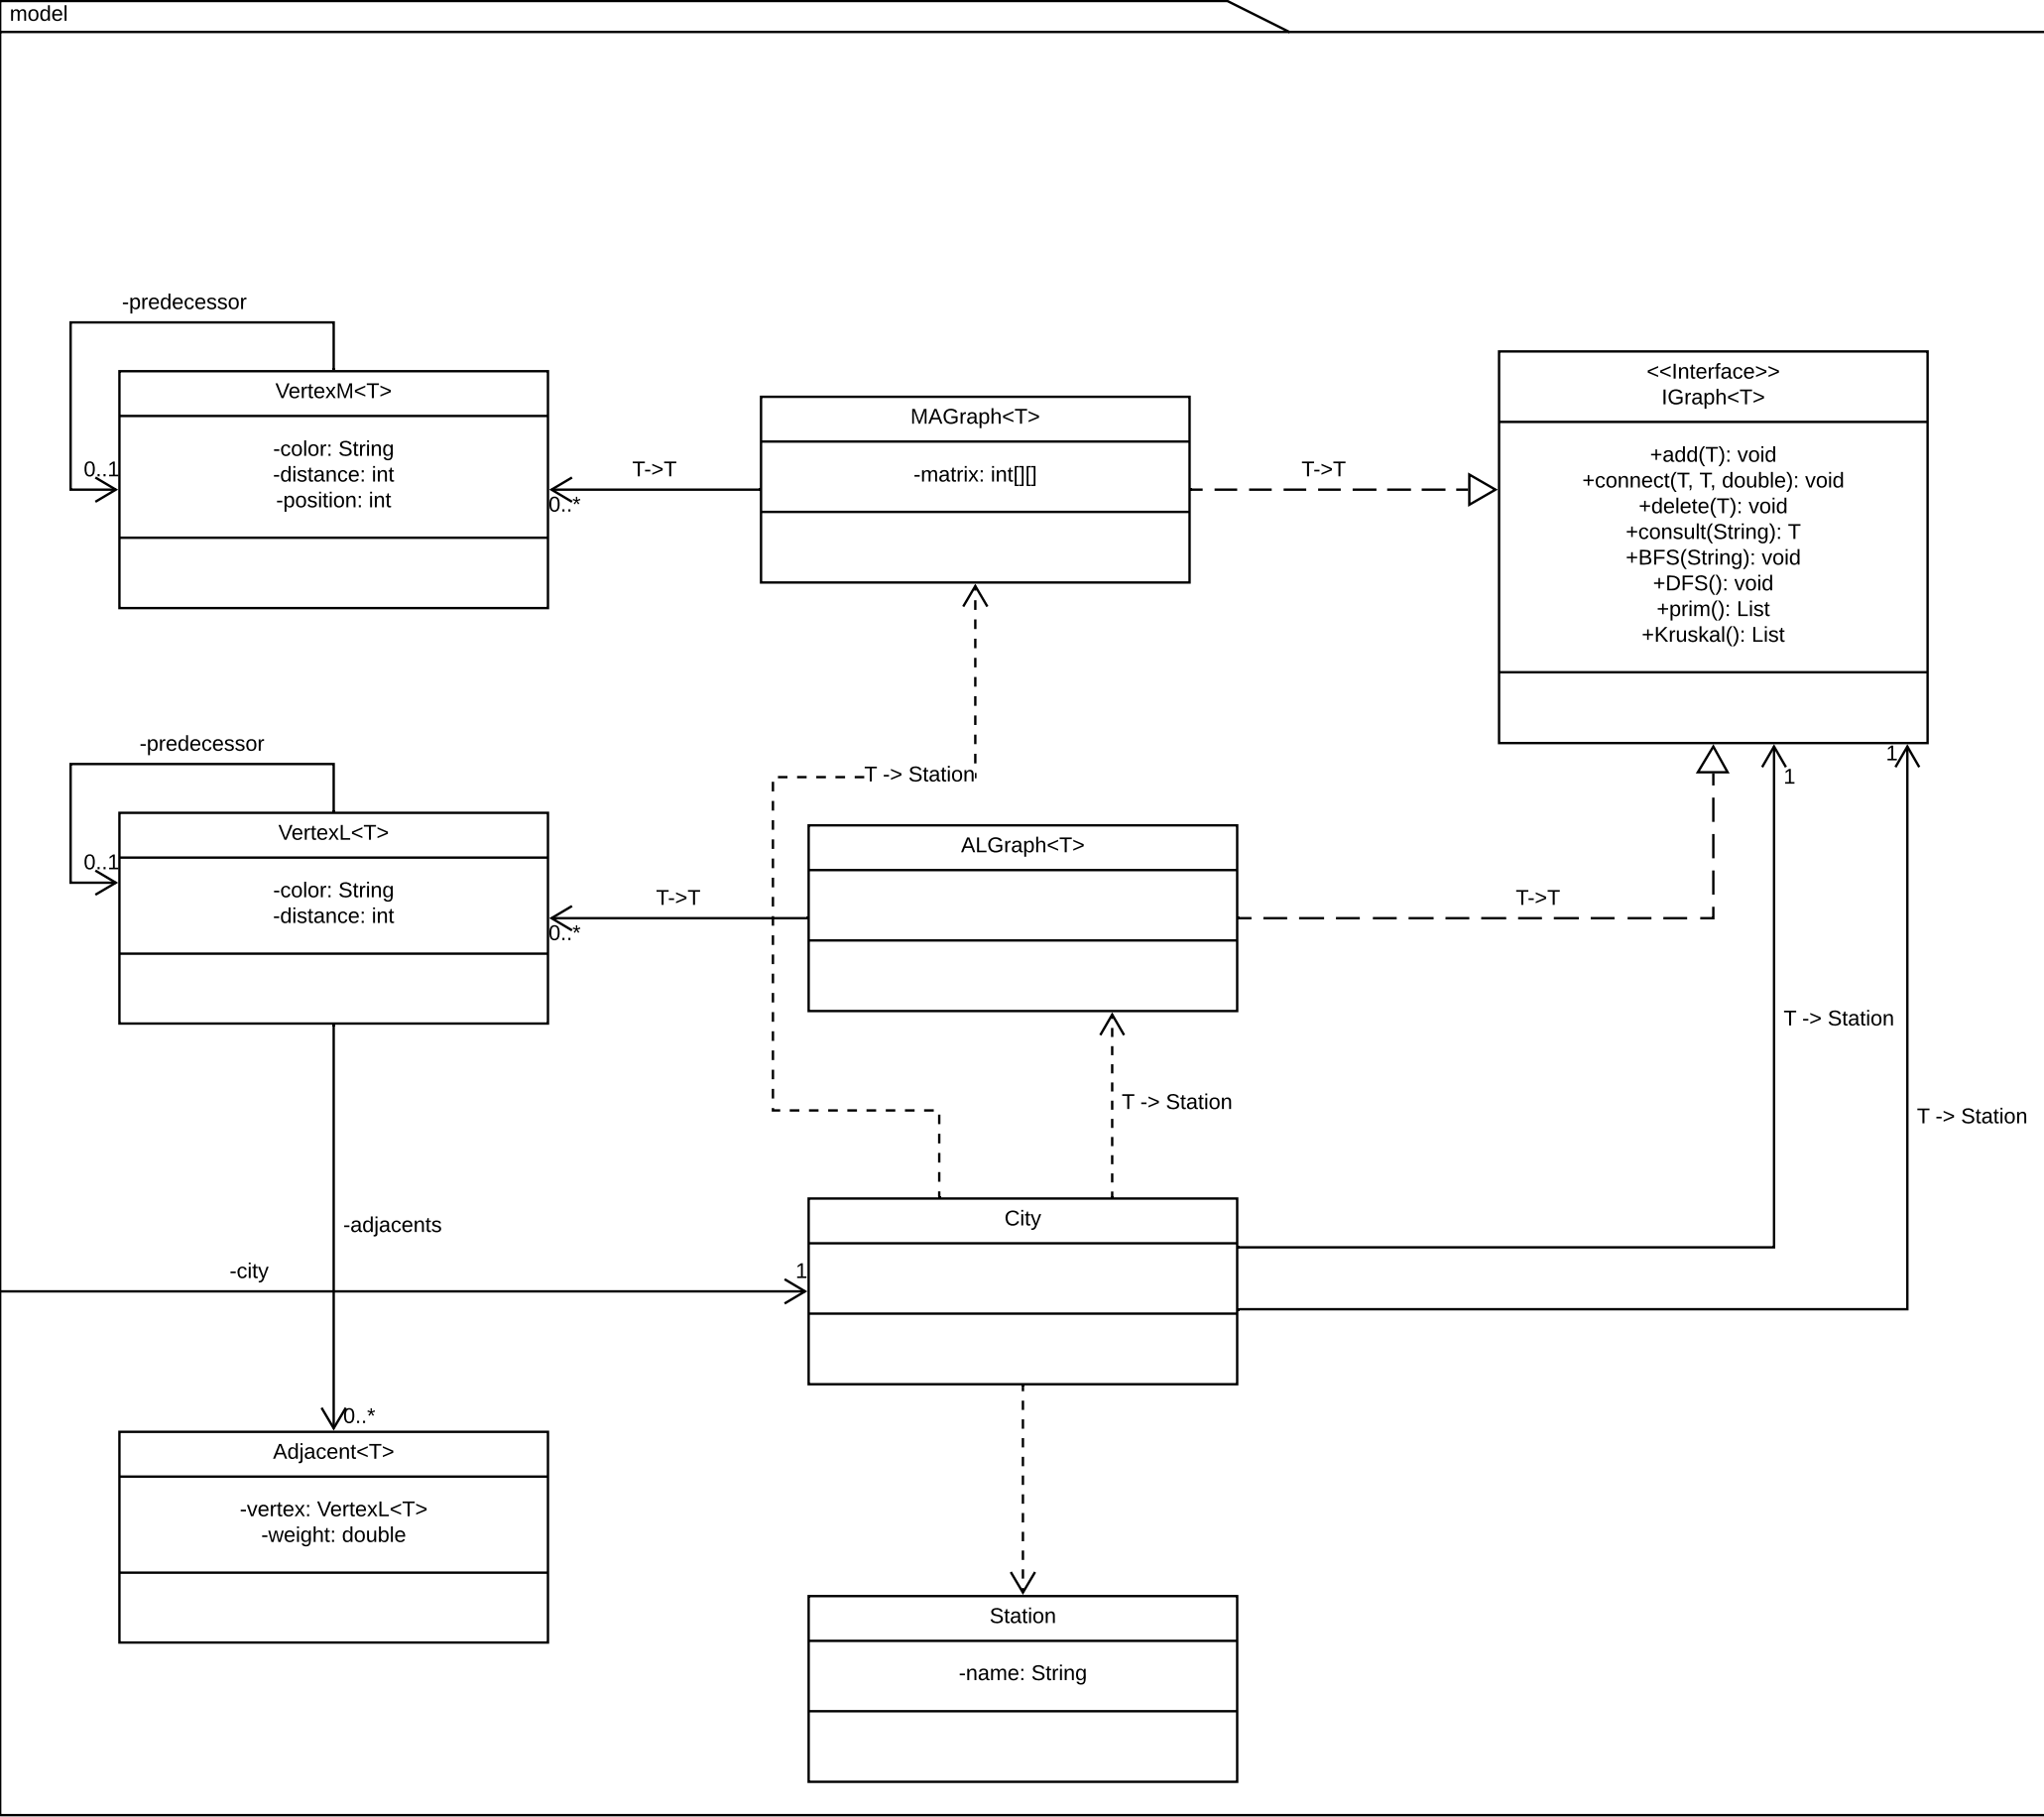 model
-predecessor
VertexM<T>
-color: String
-distance: int
-position: int
0..1
T->T
0..*
MAGraph<T>
-matrix: int[][]
T->T
<<Interface>>
IGraph<T>
+add(T): void
+connect(T, T, double): void
+delete(T): void
+consult(String): T
+BFS(String): void
+DFS(): void
+prim(): List
+Kruskal(): List
-predecessor
VertexL<T>
-color: String
-distance: int
0..1
T->T
0..*
T -> Station
ALGraph<T>
T->T
1
1
T -> Station
T -> Station
T -> Station
-adjacents
-city
1
City
0..*
Adjacent<T>
-vertex: VertexL<T>
-weight: double
Station
-name: String